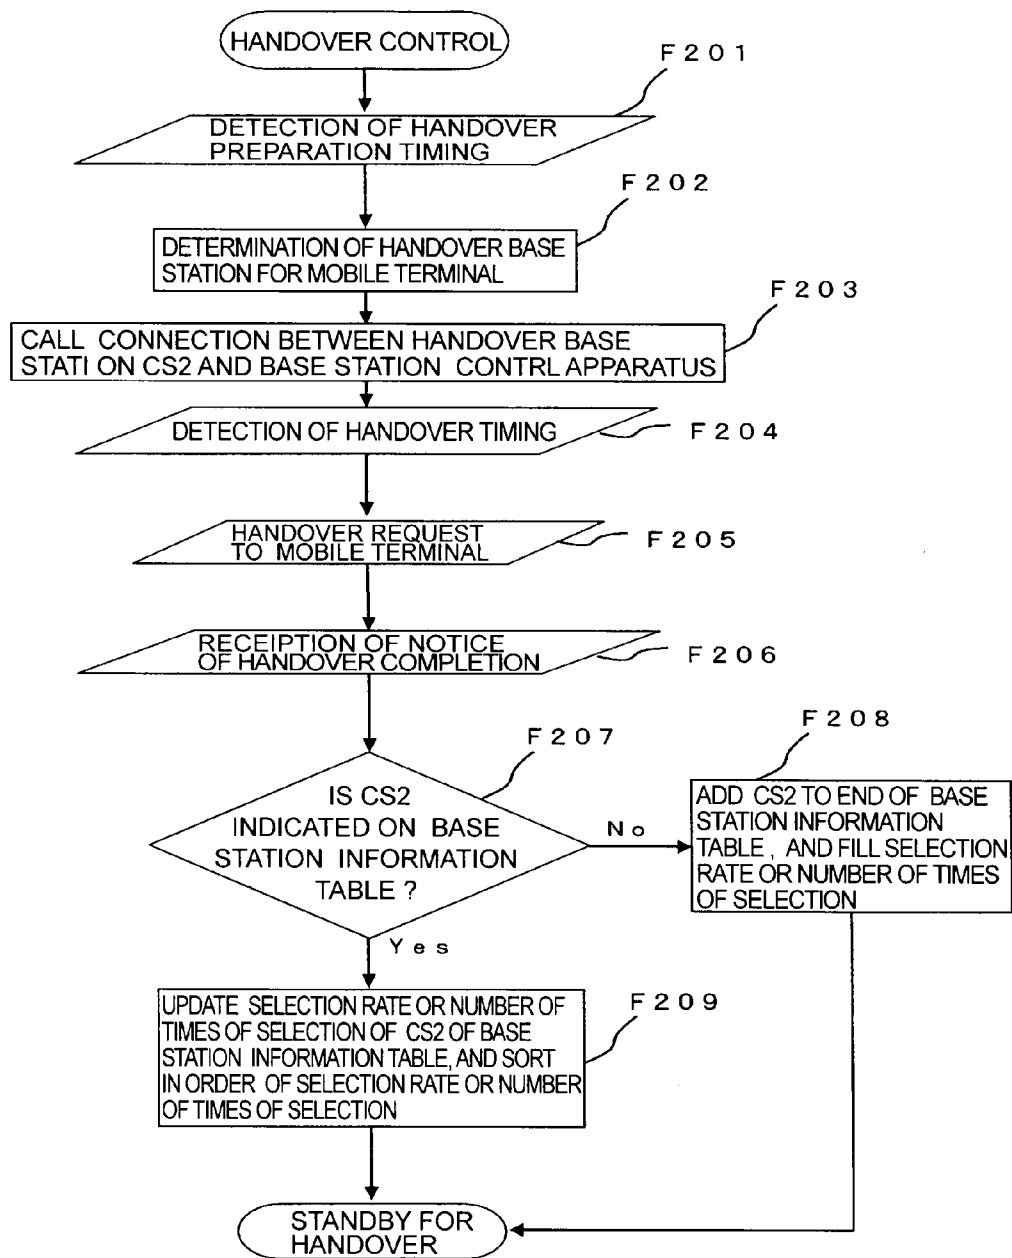 HANDOVER CONTROL
F201
DETECTION OF HANDOVER
PREPARATION TIMING
F202
DETERMINATION OF HANDOVER BASE
STATION FOR MOBILE TERMINAL
F203
CALL CONNECTION BETWEEN HANDOVER BASE
STATI ON CS2 AND BASE STATION CONTRL APPARATUS
DETECTION OF HANDOVER TIMING
F204
HANDOVER REQUEST
TO MOBILE TERMINAL
F205
RECEIPTION OF NOTICE
OF HANDOVER COMPLETION
F206
F207
IS CS2
INDICATED ON BASE
STATION INFORMATION
TABLE ?
No
Yes
F208
ADD CS2 TO END OF BASE
STATION INFORMATION
TABLE, AND FILL SELECTION
RATE OR NUMBER OF TIMES
OF SELECTION
F209
UPDATE SELECTION RATE OR NUMBER OF
TIMES OF SELECTION OF CS2 OF BASE
STATION INFORMATION TABLE, AND SORT
IN ORDER OF SELECTION RATE OR NUMBER
OF TIMES OF SELECTION
STANDBY FOR
HANDOVER